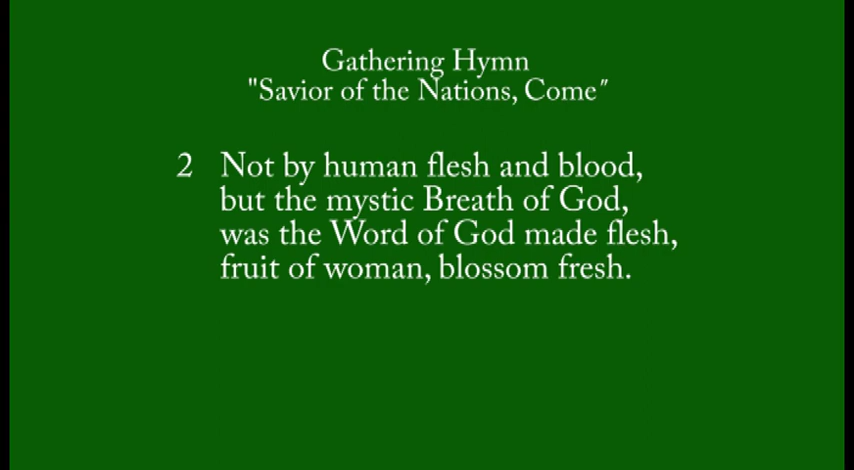 Gathering Hymn
"Savior of the Nations, Come"
2 Not by human flesh and blood,
but the mystic Breath of God,
was the Word of God made flesh,
fruit of woman, blossom fresh.